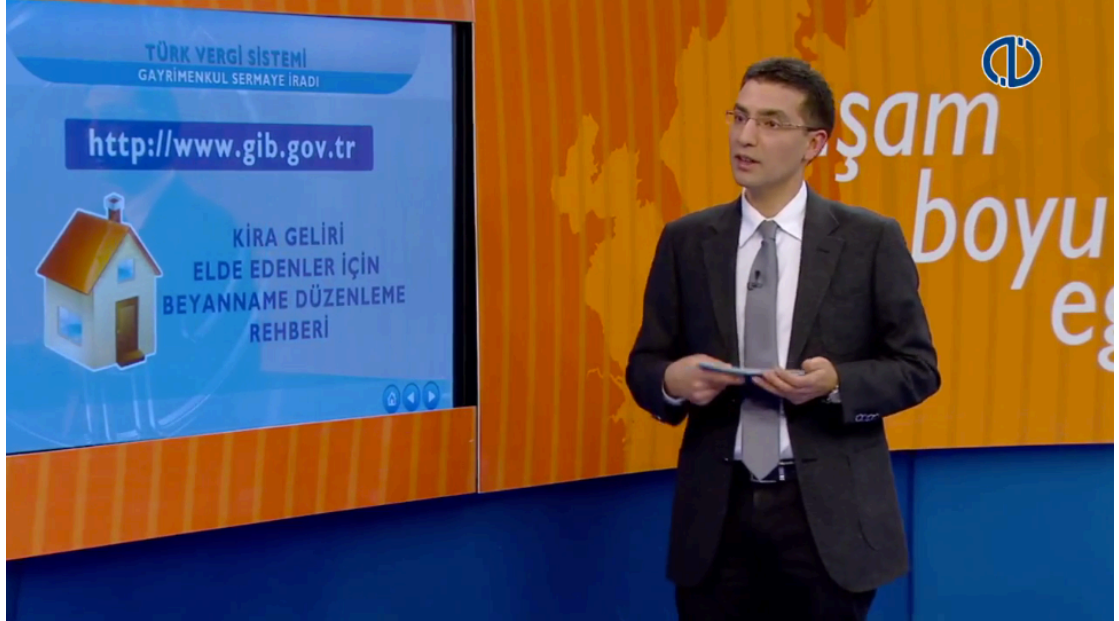 TÜRK VERGİ SİSTEMİ
GAYRİMENKUL SERMAYE İRADI
http://www.gib.gov.tr
KİRA GELİRİ
ELDE EDENLER İÇİN
BEYANNAME DÜZENLEME
REHBERİ
şam
boyu